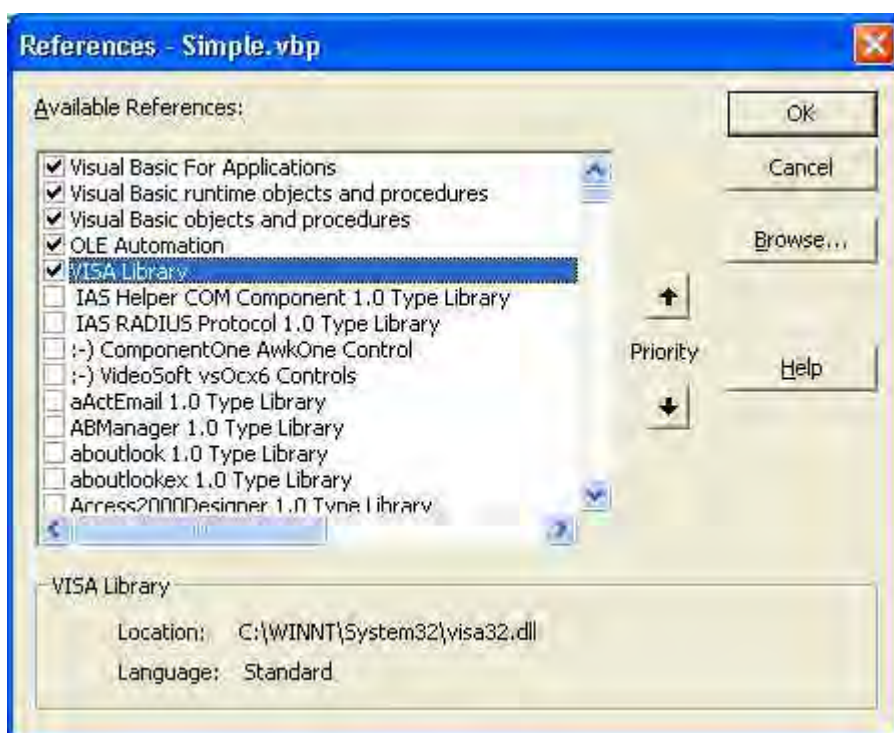 References - Simple.vbp
Available References:
OK
Visual Basic For Applications
Cancel
Visual Basic runtime objects and procedures
Visual Basic objects and procedures
OLE Automation
Browse...
VISA Library
IAS Helper COM Component 1.0 Type Library
IAS RADIUS Protocol 1.0 Type Library
:-) ComponentOne AwkOne Control
Priority
:-) VideoSoft vsOcx6 Controls
Help
aActEmail 1.0 Type Library
ABManager 1.0 Type Library
aboutlook 1.0 Type Library
aboutlookex 1.0 Type Library
Access2000Designer 1.0 Type Library
VISA Library
Location: C:\WINNT\System32\visa32.dll
Language: Standard